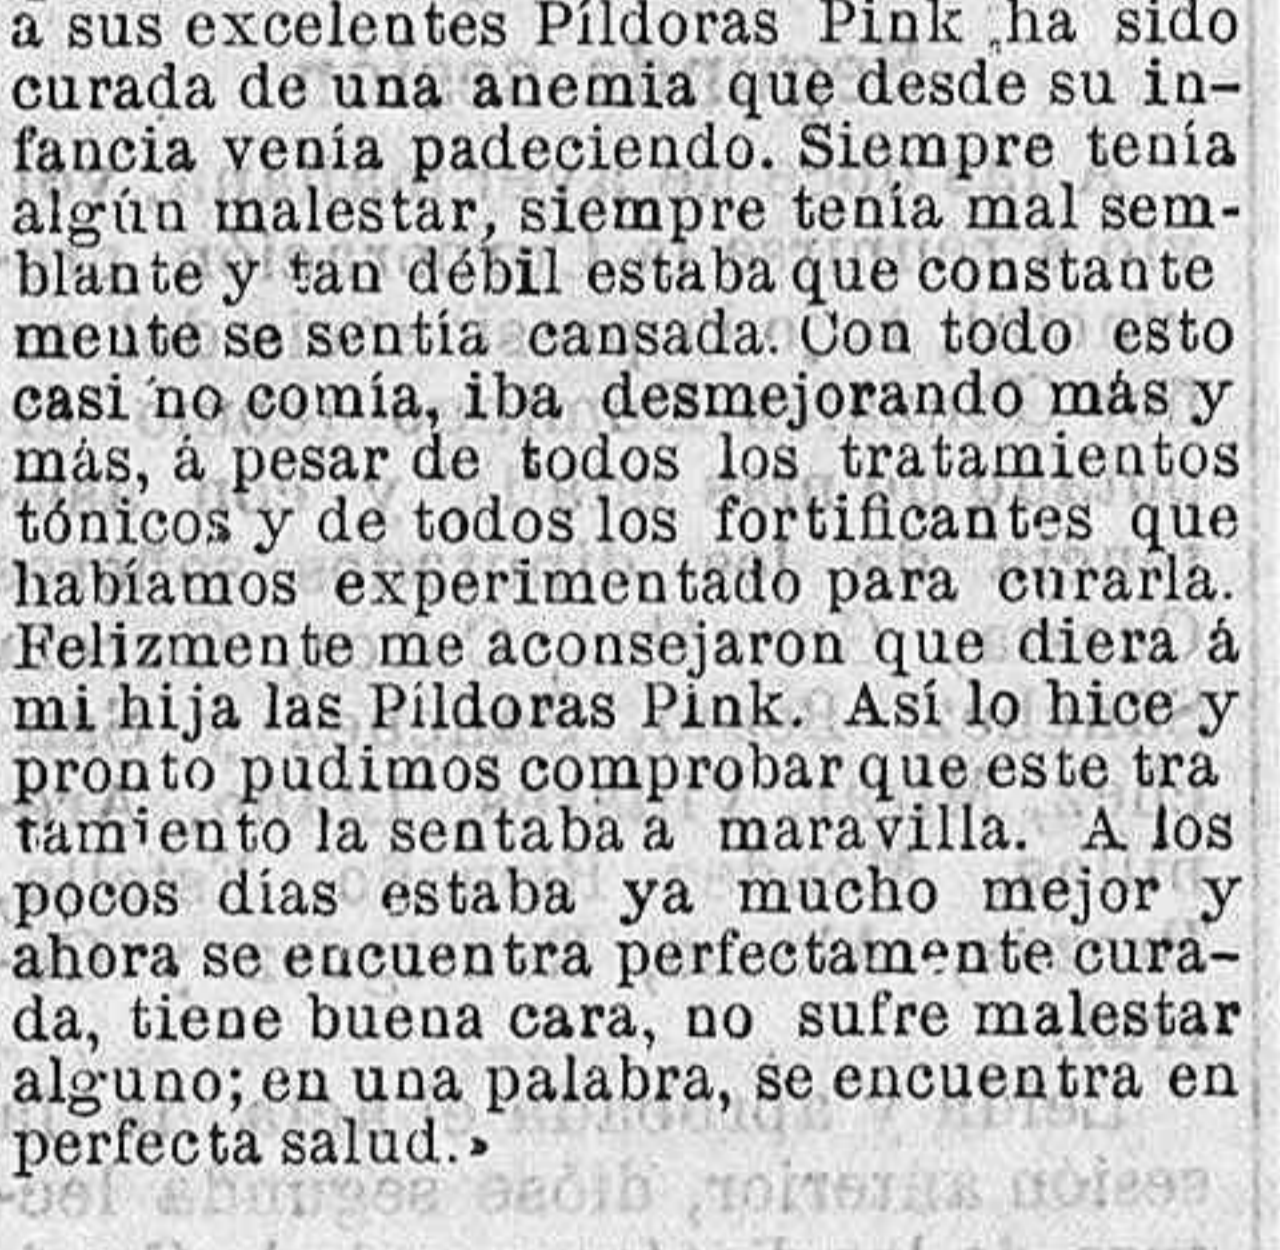 a sus excelentes Píldoras Pink ha sido
curada de una anemia que desde su in-
fancia venía padeciendo. Siempre tenía
algún malestar, siempre tenía mal sem-
blante y tan débil estaba que constante
mente se sentía cansada. Con todo esto
casi no comía, iba desmejorando más y
más, á pesar de todos los tratamientos
tónicos y de todos los fortificantes que
habíamos experimentado para curarla.
Felizmente me aconsejaron que diera á
mi hija las Píldoras Pink. Así lo hice y
pronto pudimos comprobar que este tra
tamiento la sentaba a maravilla. A los
pocos días estaba ya mucho mejor y
ahora se encuentra perfectamente cura-
da, tiene buena cara, no sufre malestar
alguno; en una palabra, se encuentra en
perfecta salud.»